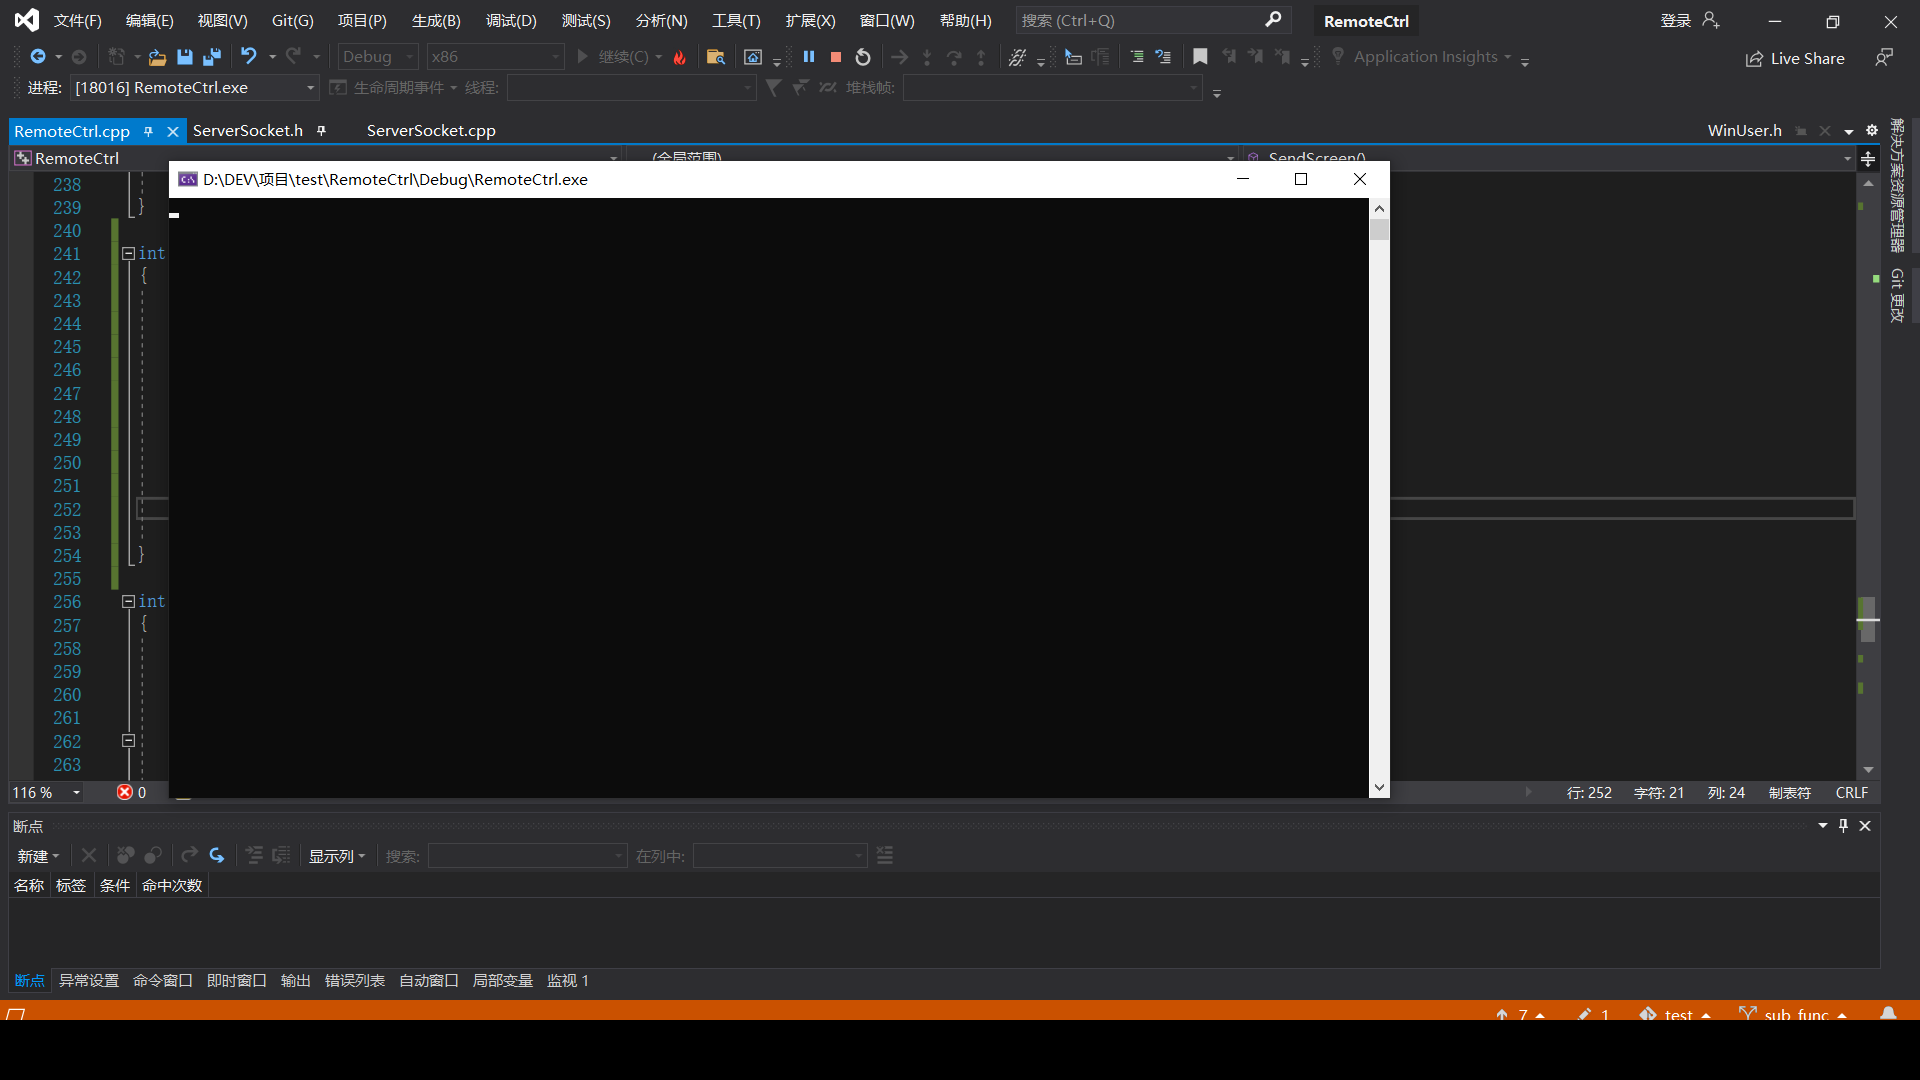 文件(F) 编辑(E) 视图(V) Git(G) 项目(P) 生成(B) 调试(D) 测试(S) 分析(N) 工具(T) 扩展(X) 窗口(W) 帮助(H) 搜索 (Ctrl+Q) RemoteCtrl 登录
Debug x86 继续(C) Application Insights Live Share
进程: [18016] RemoteCtrl.exe 生命周期事件 线程: 堆栈帧:
RemoteCtrl.cpp ServerSocket.h ServerSocket.cpp WinUser.h
RemoteCtrl (全局范围) SendScreen()
D:\DEV\项目\test\RemoteCtrl\Debug\RemoteCtrl.exe
238
239 }
240
241 int
242 {
243
244
245
246
247
248
249
250
251
252
253
254 }
255
256 int
257 {
258
259
260
261
262
263
解决方案资源管理器
Git 更改
116 % 0 行: 252 字符: 21 列: 24 制表符 CRLF
断点
新建 显示列 搜索: 在列中:
名称 标签 条件 命中次数
断点 异常设置 命令窗口 即时窗口 输出 错误列表 自动窗口 局部变量 监视 1
7 1 test sub_func